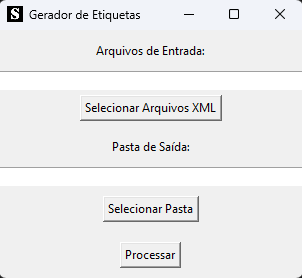 S Gerador de Etiquetas
Arquivos de Entrada:
Selecionar Arquivos XML
Pasta de Saída:
Selecionar Pasta
Processar